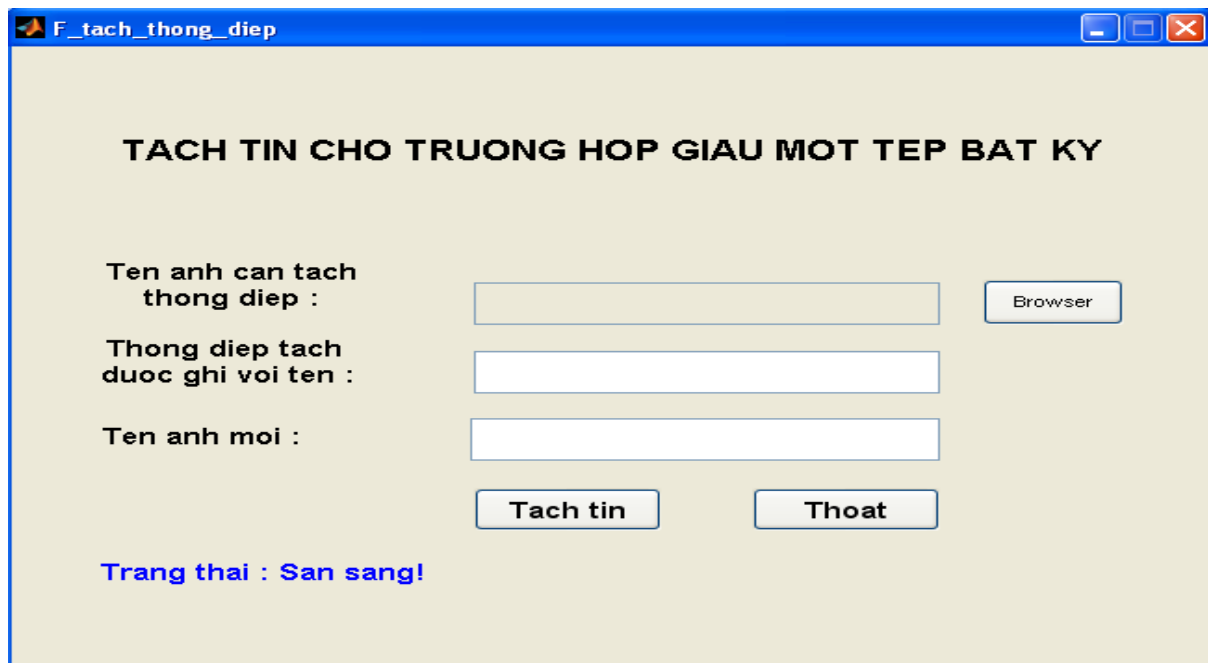 F_tach_thong_diep
TACH TIN CHO TRUONG HOP GIAU MOT TEP BAT KY
Ten anh can tach
thong diep :
Browser
Thong diep tach
duoc ghi voi ten :
Ten anh moi :
Tach tin
Thoat
Trang thai : San sang!